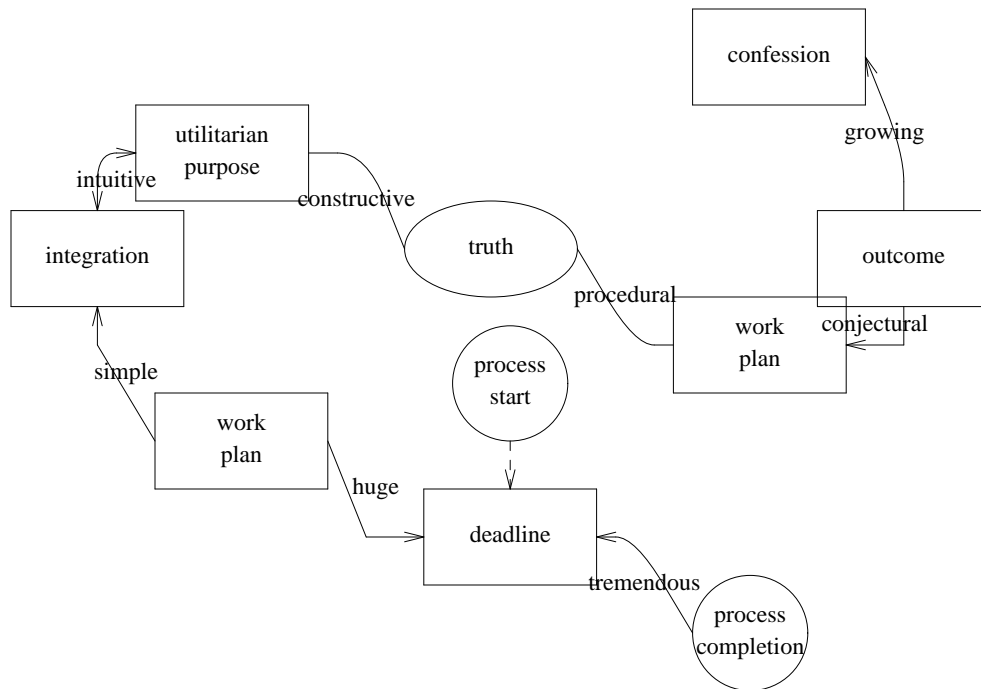 confession
growing
utilitarian
purpose
intuitive
constructive
integration
truth
outcome
procedural
conjectural
work
plan
process
start
simple
work
plan
huge
deadline
tremendous
process
completion